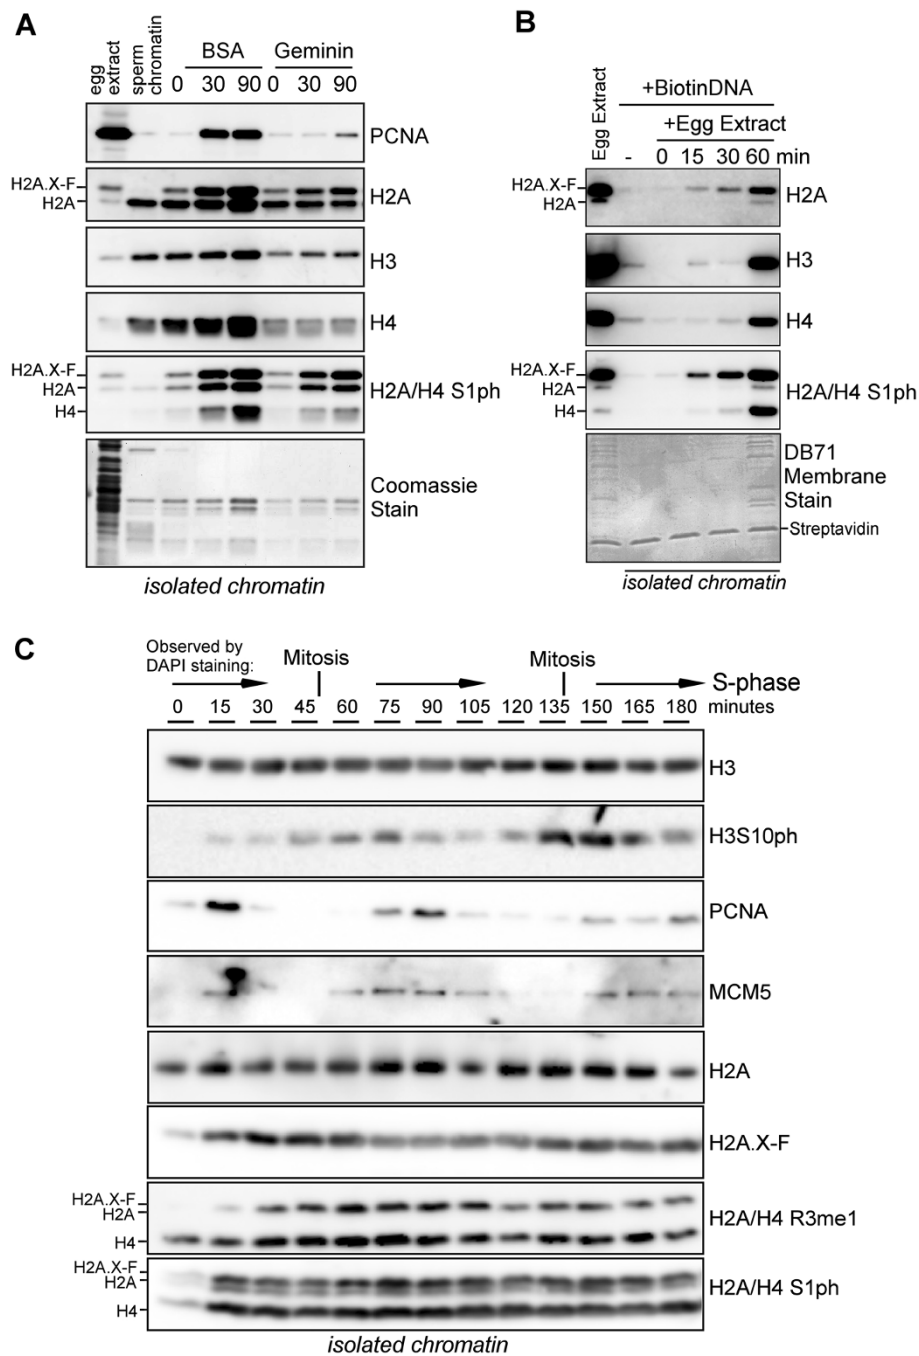 A
egg extract
sperm chromatin
BSA
Geminin
0 30 90 0 30 90
PCNA
H2A.X-F
H2A
H2A
H3
H4
H2A.X-F
H2A
H4
H2A/H4 S1ph
Coomassie
Stain
isolated chromatin
B
Egg Extract
+BiotinDNA
+Egg Extract
- 0 15 30 60 min
H2A.X-F
H2A
H2A
H3
H4
H2A.X-F
H2A
H4
H2A/H4 S1ph
DB71
Membrane
Stain
Streptavidin
isolated chromatin
C
Observed by
DAPI staining:
Mitosis
Mitosis
S-phase
0 15 30 45 60 75 90 105 120 135 150 165 180 minutes
H3
H3S10ph
PCNA
MCM5
H2A
H2A.X-F
H2A.X-F
H2A
H4
H2A/H4 R3me1
H2A.X-F
H2A
H4
H2A/H4 S1ph
isolated chromatin